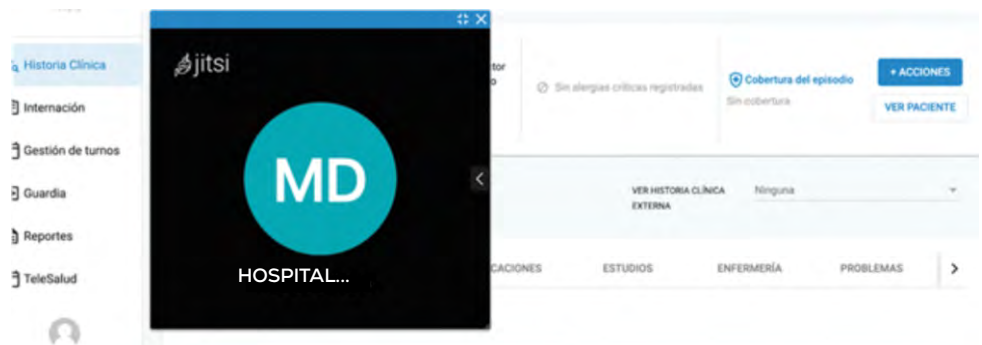 Historia Clínica
Internación
Gestión de turnos
Guardia
Reportes
TeleSalud
jitsi
MD
HOSPITAL...
tor
o
Sin alergias críticas registradas
Cobertura del episodio
Sin cobertura
+ ACCIONES
VER PACIENTE
VER HISTORIA CLÍNICA
EXTERNA
Ninguna
CACIONES
ESTUDIOS
ENFERMERÍA
PROBLEMAS